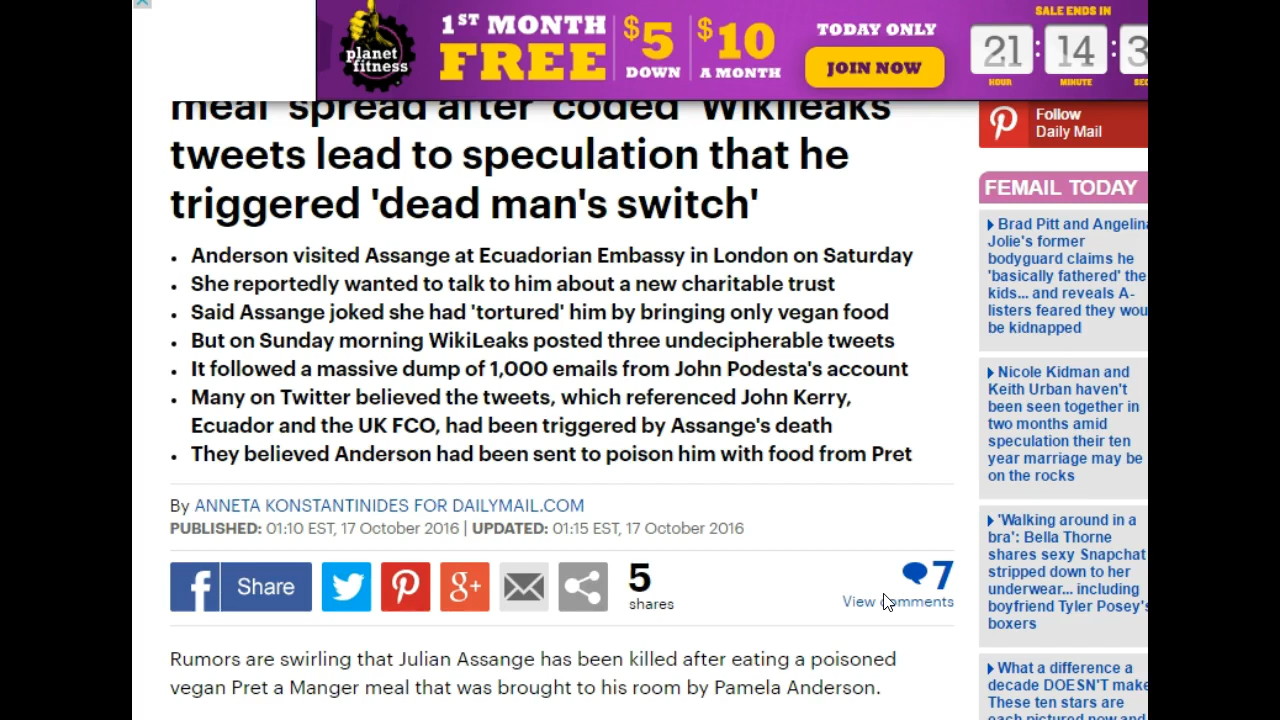 1ST MONTH
FREE
$5
DOWN
$10
A MONTH
TODAY ONLY
JOIN NOW
SALE ENDS IN
21 : 14 : 3
HOUR MINUTE SEC
planet
fitness
meal' spread after 'coded' Wikileaks
tweets lead to speculation that he
triggered 'dead man's switch'
• Anderson visited Assange at Ecuadorian Embassy in London on Saturday
• She reportedly wanted to talk to him about a new charitable trust
• Said Assange joked she had 'tortured' him by bringing only vegan food
• But on Sunday morning WikiLeaks posted three undecipherable tweets
• It followed a massive dump of 1,000 emails from John Podesta's account
• Many on Twitter believed the tweets, which referenced John Kerry,
Ecuador and the UK FCO, had been triggered by Assange's death
• They believed Anderson had been sent to poison him with food from Pret
By ANNETA KONSTANTINIDES FOR DAILYMAIL.COM
PUBLISHED: 01:10 EST, 17 October 2016 | UPDATED: 01:15 EST, 17 October 2016
Share
5
shares
7
View comments
Rumors are swirling that Julian Assange has been killed after eating a poisoned
vegan Pret a Manger meal that was brought to his room by Pamela Anderson.
Follow
Daily Mail
FEMAIL TODAY
Brad Pitt and Angelina
Jolie's former
bodyguard claims he
'basically fathered' the
kids... and reveals A-
listers feared they wou
be kidnapped
Nicole Kidman and
Keith Urban haven't
been seen together in
two months amid
speculation their ten
year marriage may be
on the rocks
'Walking around in a
bra': Bella Thorne
shares sexy Snapchat
stripped down to her
underwear... including
boyfriend Tyler Posey's
boxers
What a difference a
decade DOESN'T make
These ten stars are
each pictured now and